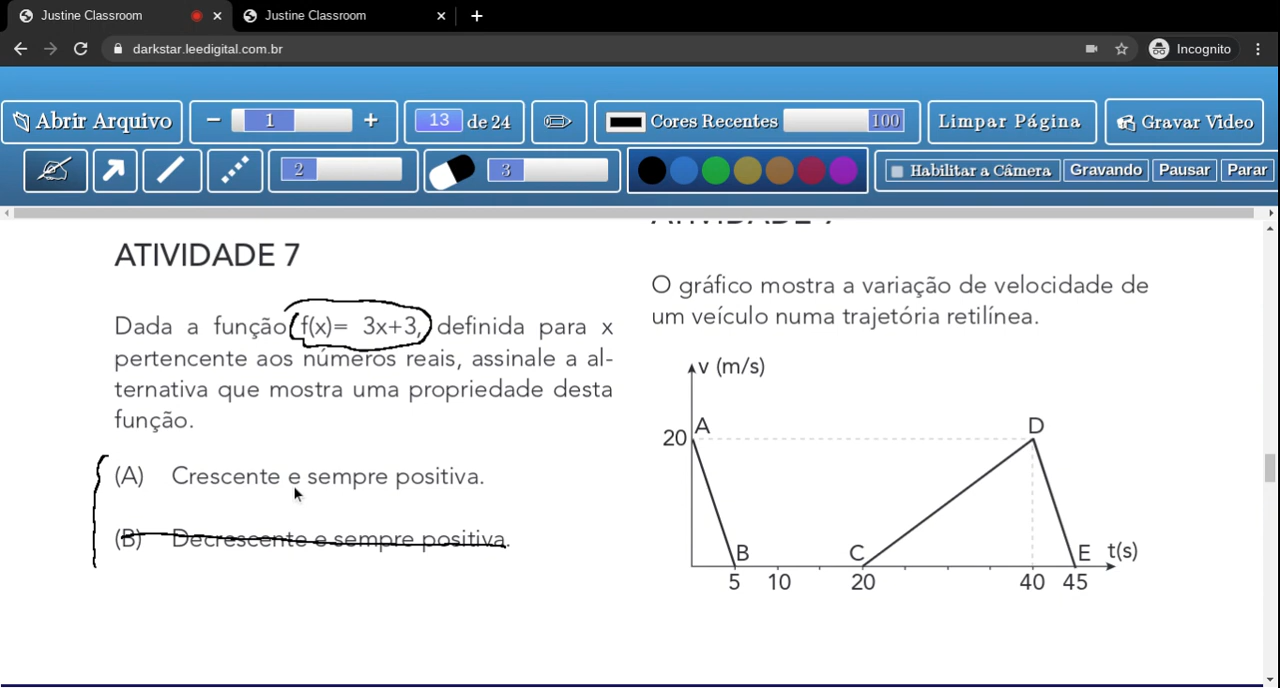 Justine Classroom
Justine Classroom
darkstar.leedigital.com.br
Incognito
Abrir Arquivo
− 1 +
13 de 24
Cores Recentes 100
Limpar Página
Gravar Video
2
3
Habilitar a Câmera
Gravando
Pausar
Parar
ATIVIDADE 7
Dada a função f(x)= 3x+3, definida para x
pertencente aos números reais, assinale a al-
ternativa que mostra uma propriedade desta
função.
(A) Crescente e sempre positiva.
(B) Decrescente e sempre positiva.
O gráfico mostra a variação de velocidade de
um veículo numa trajetória retilínea.
v (m/s)
A
D
20
B
C
E
t(s)
5
10
20
40
45